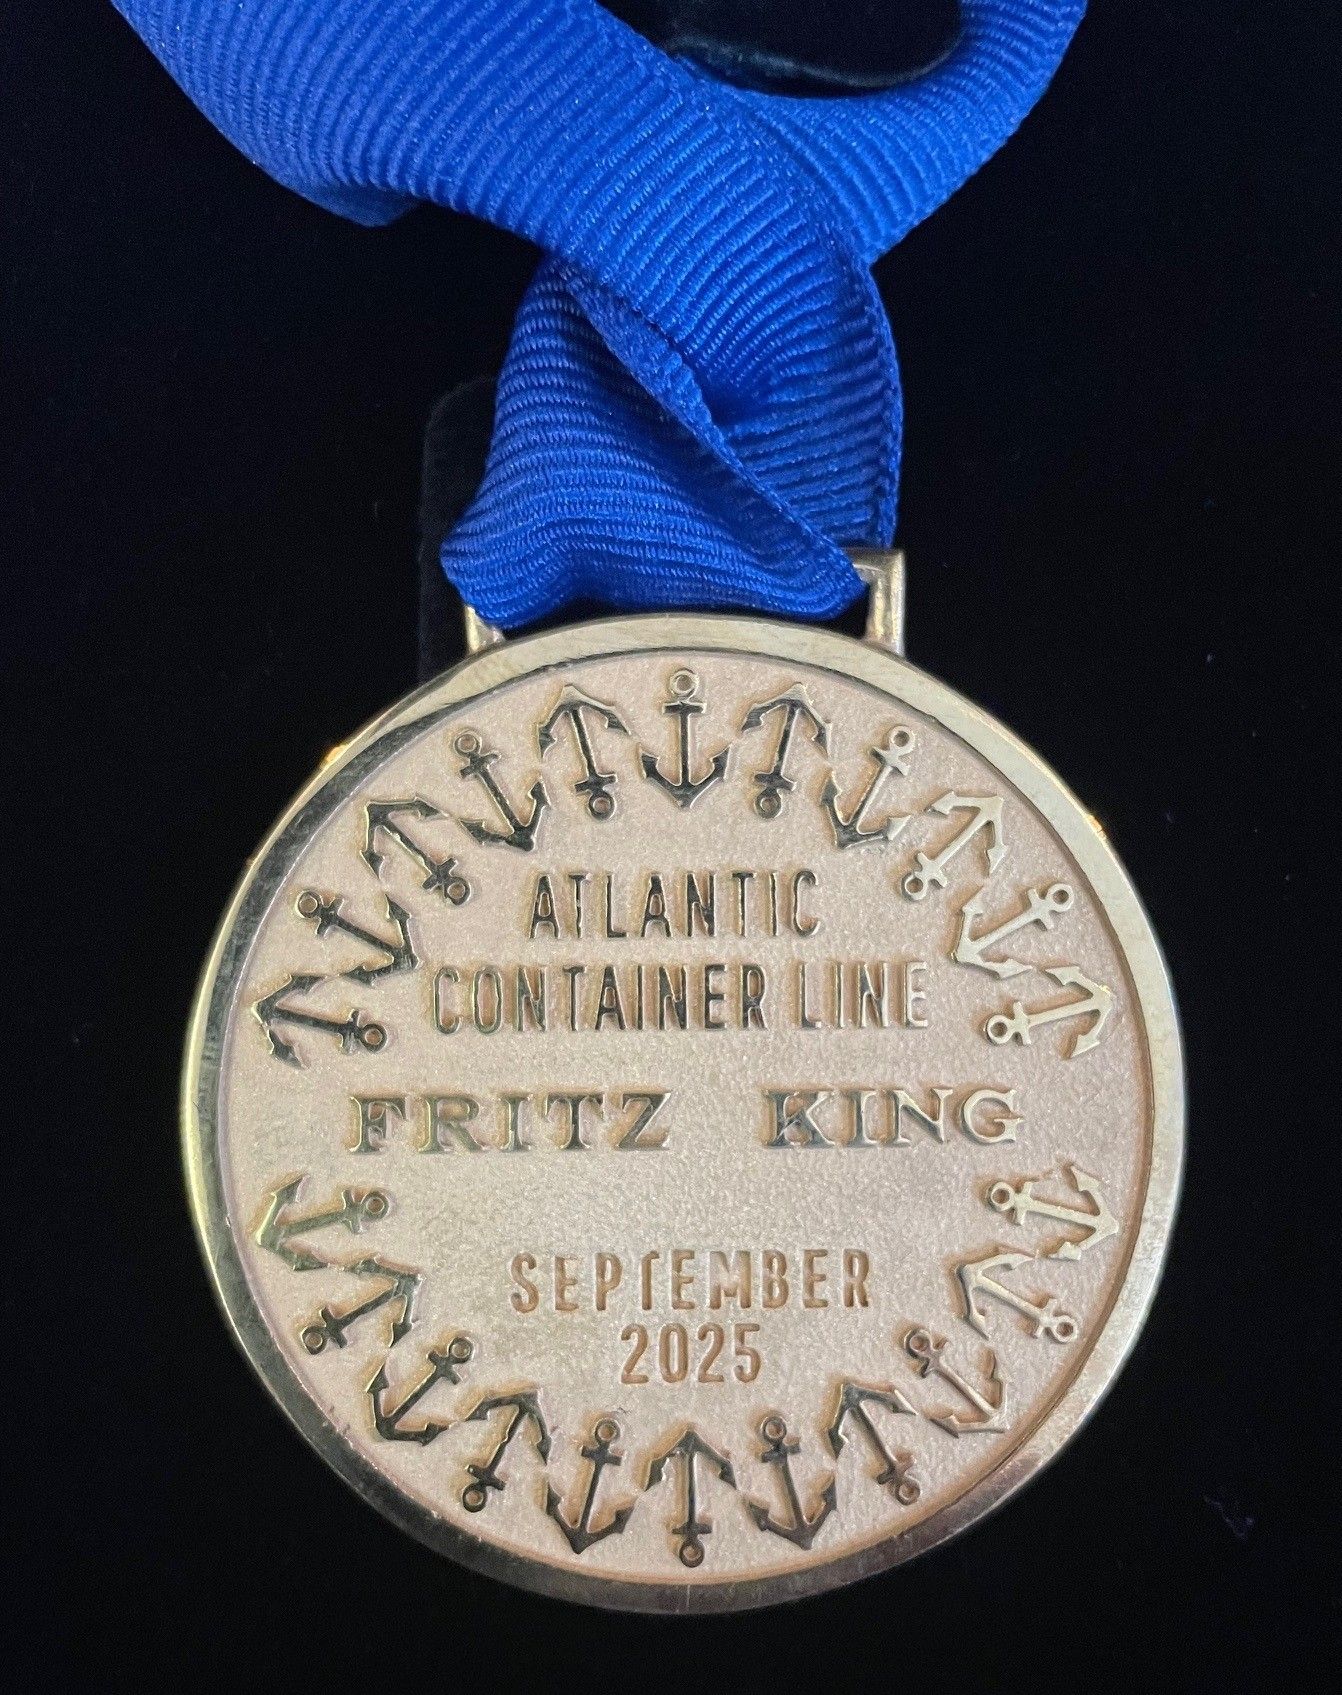 ATLANTIC
CONTAINER LINE
FRITZ KING
SEPTEMBER
2025